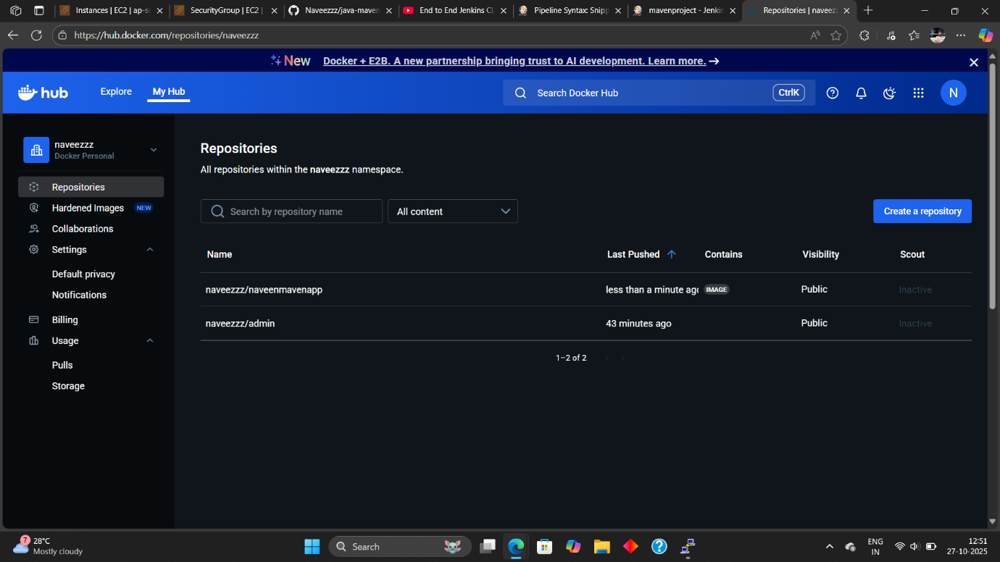 Instances | EC2 | ap-so
SecurityGroup | EC2 |
Naveezzz/java-maven
End to End Jenkins CI
Pipeline Syntax: Snipp
mavenproject - Jenkin
Repositories | naveezz
https://hub.docker.com/repositories/naveezzz
New Docker + E2B. A new partnership bringing trust to AI development. Learn more. →
hub
Explore
My Hub
Search Docker Hub
CtrlK
N
naveezzz
Docker Personal
Repositories
Hardened Images NEW
Collaborations
Settings
Default privacy
Notifications
Billing
Usage
Pulls
Storage
Repositories
All repositories within the naveezzz namespace.
Search by repository name
All content
Create a repository
Name Last Pushed Contains Visibility Scout
naveezzz/naveenmavenapp less than a minute ago IMAGE Public Inactive
naveezzz/admin 43 minutes ago Public Inactive
1–2 of 2
7
28°C
Mostly cloudy
Search
ENG
IN
12:51
27-10-2025